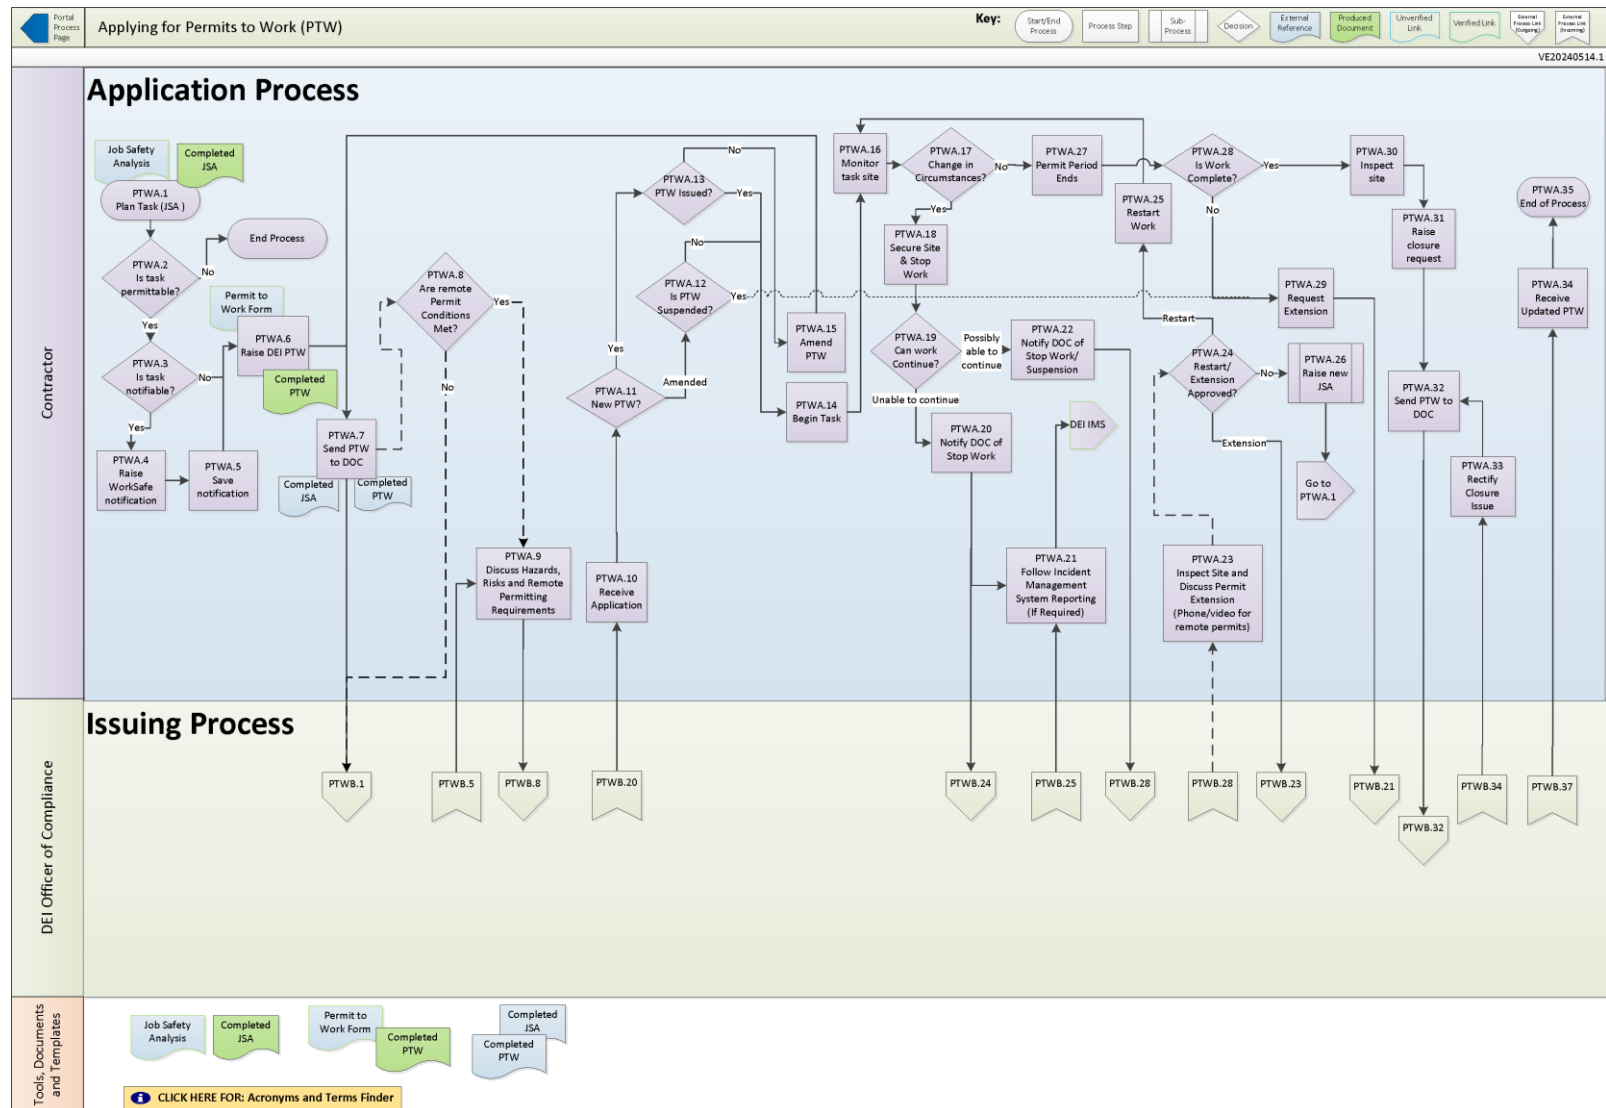 Portal
Process
Page
Applying for Permits to Work (PTW)
Key:
Start/End
Process
Process Step
Sub-
Process
Decision
External
Reference
Produced
Document
Unverified
Link
Verified Link
External
Process Link
(Outgoing)
External
Process Link
(Incoming)
VE20240514.1
Contractor
Application Process
Job Safety
Analysis
Completed
JSA
PTWA.1
Plan Task (JSA )
PTWA.2
Is task
permittable?
No
End Process
Yes
PTWA.3
Is task
notifiable?
No
Yes
PTWA.4
Raise
WorkSafe
notification
PTWA.5
Save
notification
Permit to
Work Form
PTWA.6
Raise DEI PTW
Completed
PTW
PTWA.7
Send PTW
to DOC
Completed
JSA
Completed
PTW
PTWA.8
Are remote
Permit
Conditions
Met?
Yes
No
PTWA.9
Discuss Hazards,
Risks and Remote
Permitting
Requirements
PTWA.10
Receive
Application
PTWA.11
New PTW?
Yes
Amended
PTWA.12
Is PTW
Suspended?
No
Yes
PTWA.13
PTW Issued?
No
Yes
PTWA.14
Begin Task
PTWA.15
Amend
PTW
PTWA.16
Monitor
task site
PTWA.17
Change in
Circumstances?
No
Yes
PTWA.18
Secure Site
& Stop
Work
PTWA.19
Can work
Continue?
Possibly
able to
continue
Unable to continue
PTWA.20
Notify DOC of
Stop Work
PTWA.21
Follow Incident
Management
System Reporting
(If Required)
DEI IMS
PTWA.22
Notify DOC of
Stop Work/
Suspension
PTWA.23
Inspect Site and
Discuss Permit
Extension
(Phone/video for
remote permits)
PTWA.24
Restart/
Extension
Approved?
Restart
No
Extension
PTWA.25
Restart
Work
PTWA.26
Raise new
JSA
Go to
PTWA.1
PTWA.27
Permit Period
Ends
PTWA.28
Is Work
Complete?
Yes
No
PTWA.29
Request
Extension
PTWA.30
Inspect
site
PTWA.31
Raise
closure
request
PTWA.32
Send PTW to
DOC
PTWA.33
Rectify
Closure
Issue
PTWA.34
Receive
Updated PTW
PTWA.35
End of Process
DEI Officer of Compliance
Issuing Process
PTWB.1
PTWB.5
PTWB.8
PTWB.20
PTWB.24
PTWB.25
PTWB.28
PTWB.28
PTWB.23
PTWB.21
PTWB.32
PTWB.34
PTWB.37
Tools, Documents
and Templates
Job Safety
Analysis
Completed
JSA
Permit to
Work Form
Completed
PTW
Completed
JSA
Completed
PTW
CLICK HERE FOR: Acronyms and Terms Finder